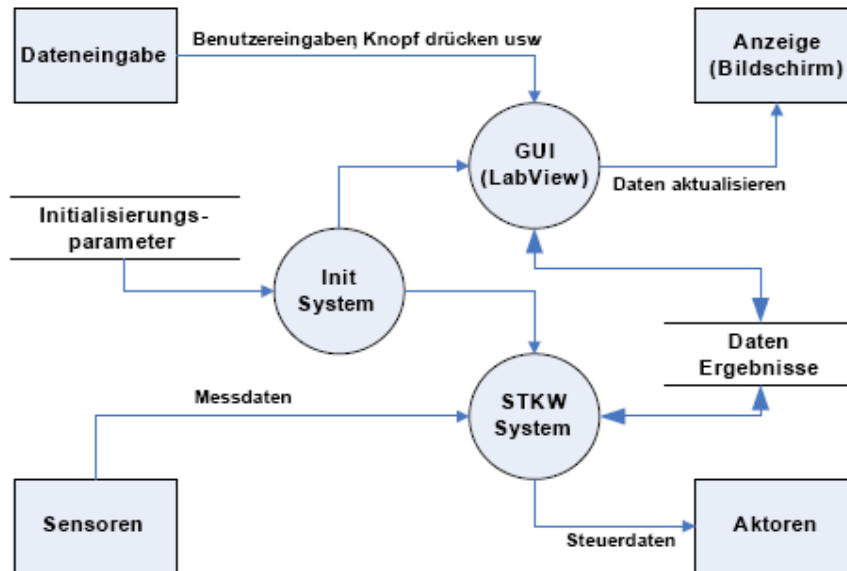 Dateneingabe
Benutzereingaben, Knopf drücken usw
Anzeige
(Bildschirm)
GUI
(LabView)
Daten aktualisieren
Initialisierungs-
parameter
Init
System
Daten
Ergebnisse
Messdaten
STKW
System
Sensoren
Steuerdaten
Aktoren